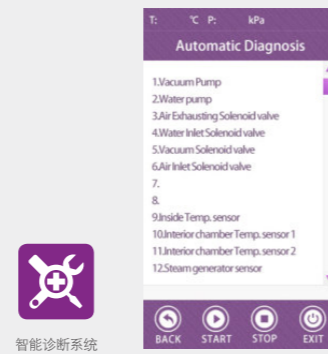 T: ℃ P: kPa
Automatic Diagnosis
1.Vacuum Pump
2.Water pump
3.Air Exhausting Solenoid valve
4.Water Inlet Solenoid valve
5.Vacuum Solenoid valve
6.Air Inlet Solenoid valve
7.
8.
9.Inside Temp. sensor
10.Interior chamber Temp. sensor 1
11.Interior chamber Temp. sensor 2
12.Steam generator sensor
BACK START STOP EXIT
智能诊断系统